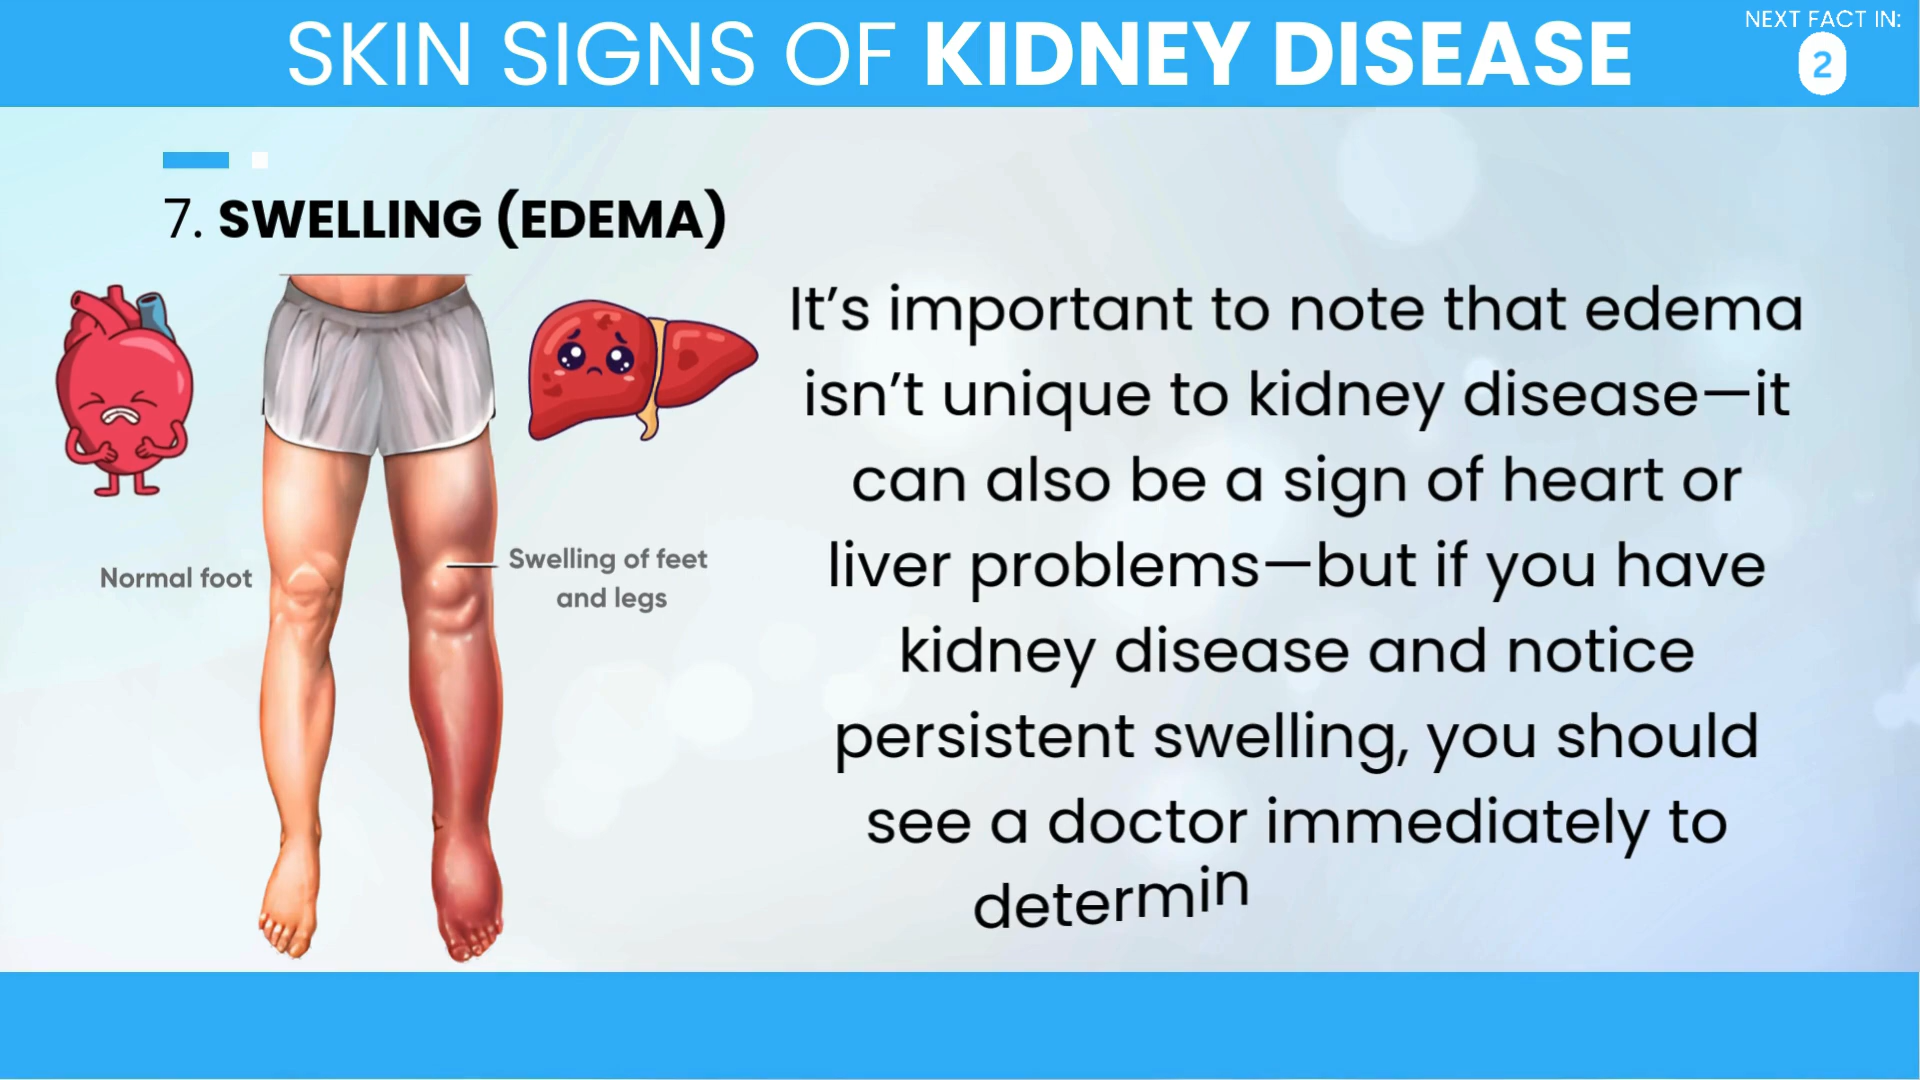 SKIN SIGNS OF KIDNEY DISEASE
NEXT FACT IN:
2
7. SWELLING (EDEMA)
It’s important to note that edema
isn’t unique to kidney disease—it
can also be a sign of heart or
liver problems—but if you have
kidney disease and notice
persistent swelling, you should
see a doctor immediately to
determin
Normal foot
Swelling of feet
and legs